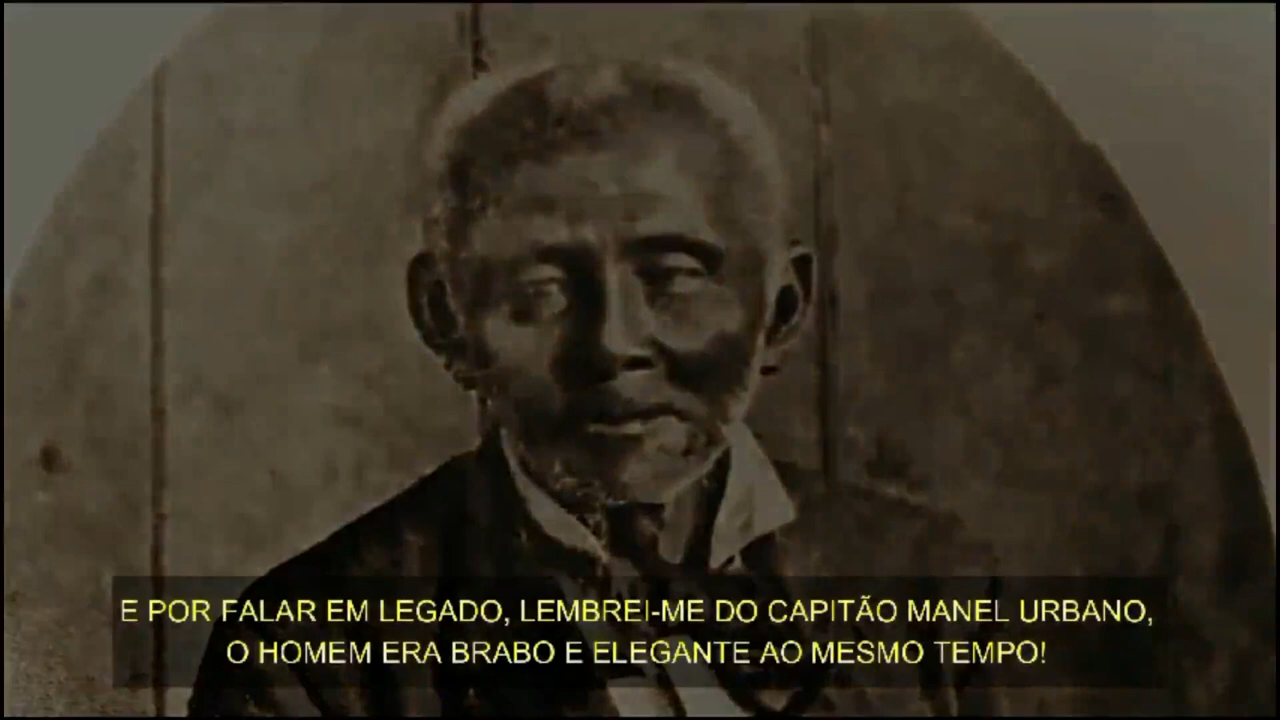 E POR FALAR EM LEGADO, LEMBREI-ME DO CAPITÃO MANEL URBANO,
O HOMEM ERA BRABO E ELEGANTE AO MESMO TEMPO!